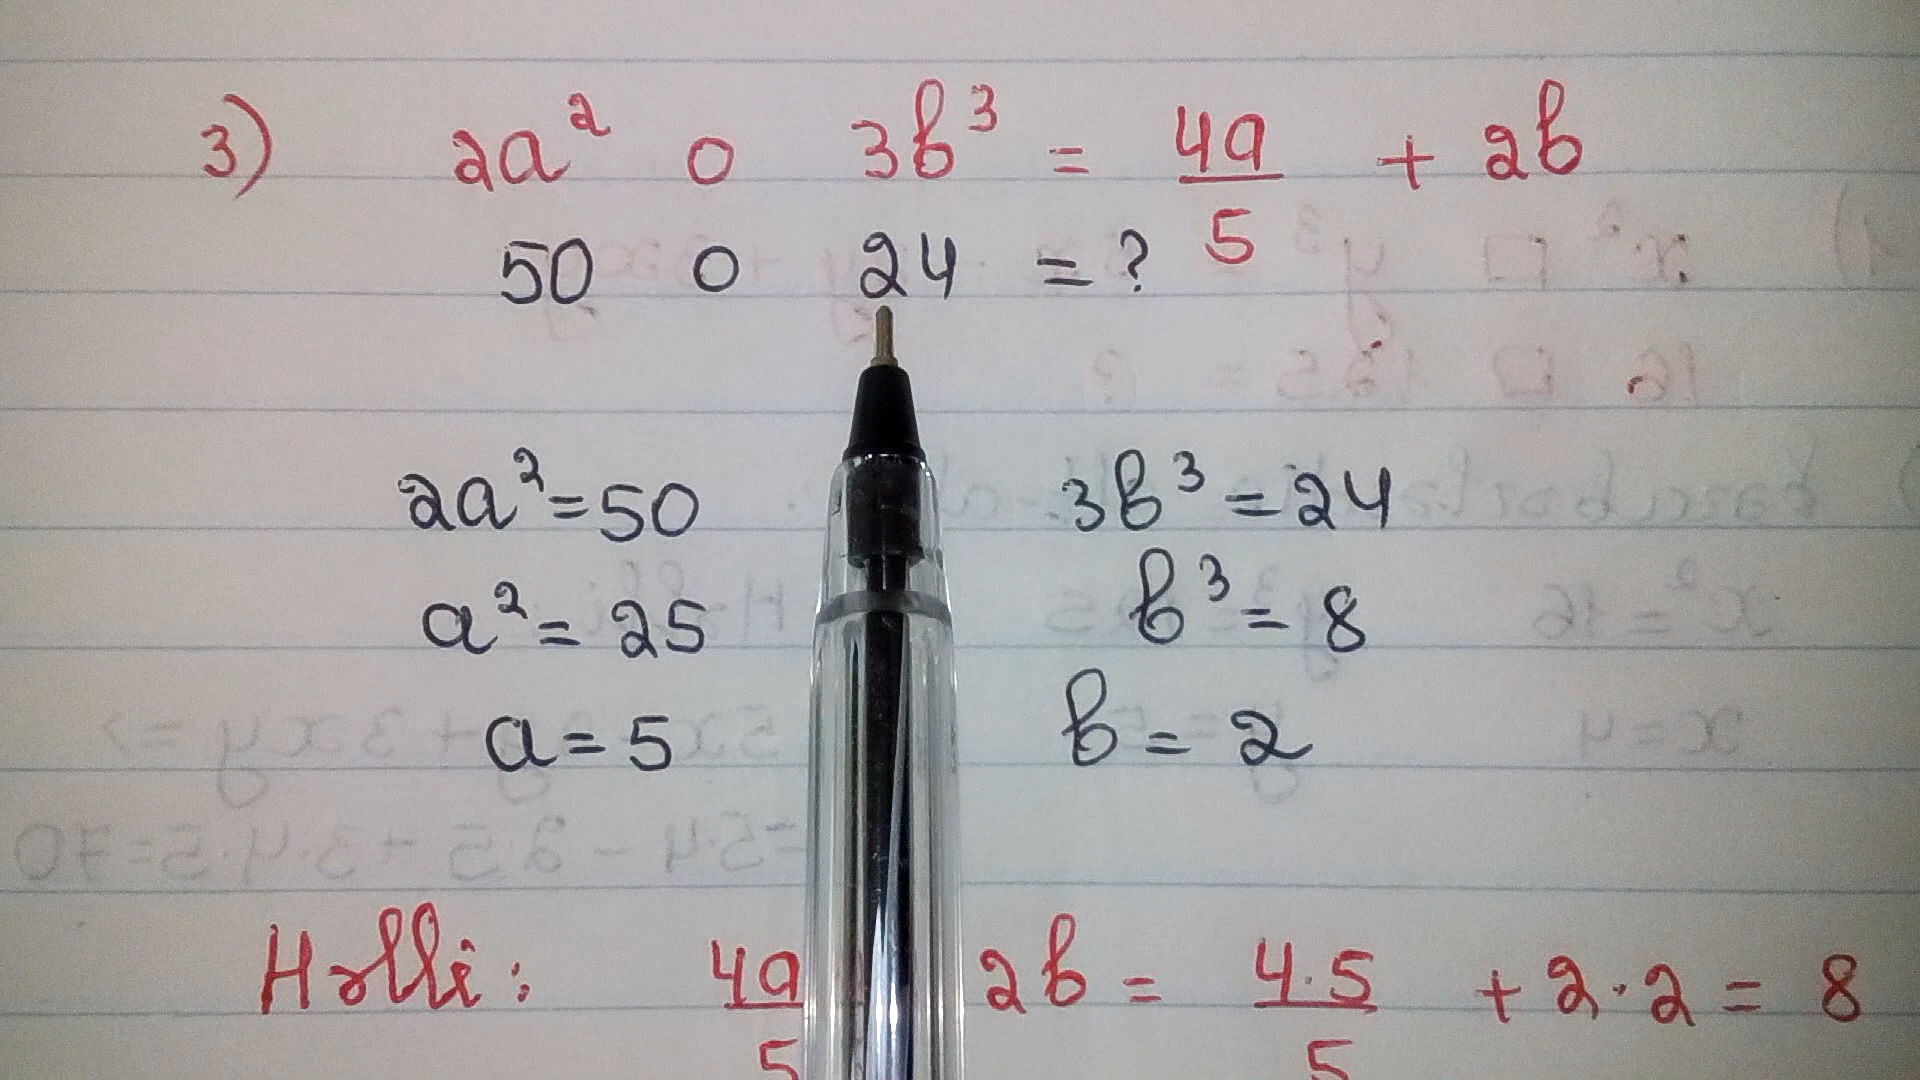 3) 2a² o 3b³ = 4a/5 + 2b
50 o 24 = ?
2a² = 50 3b³ = 24
a² = 25 b³ = 8
a = 5 b = 2
Həlli: 4a/5 2b = 4·5/5 + 2·2 = 8